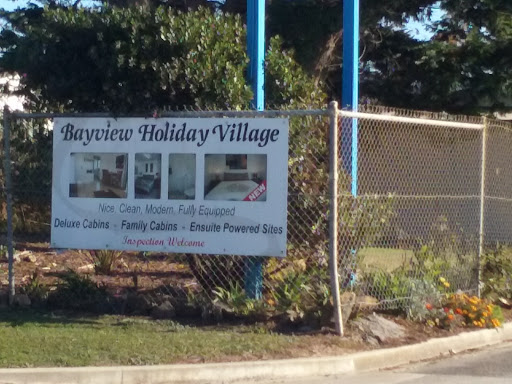 Bayview Holiday Village
NEW
Nice, Clean, Modern, Fully Equipped
Deluxe Cabins - Family Cabins - Ensuite Powered Sites
Inspection Welcome